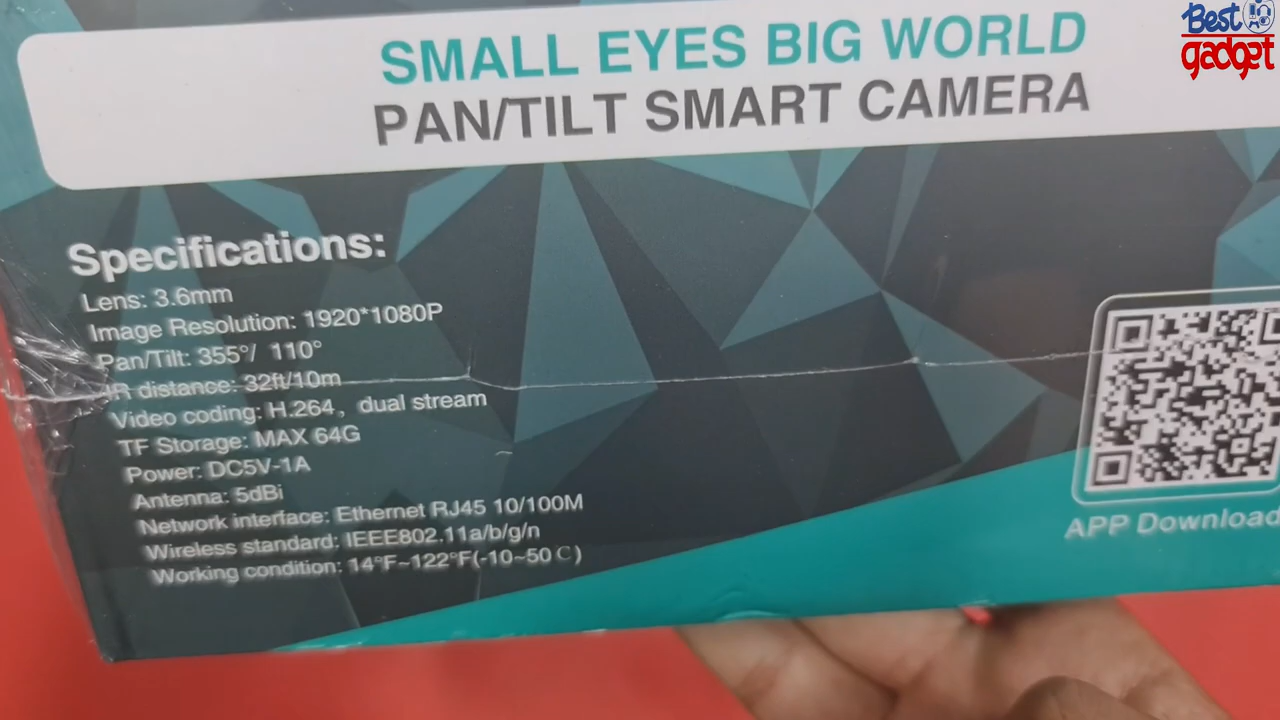 Best in AD
gadget
SMALL EYES BIG WORLD
PAN/TILT SMART CAMERA
Specifications:
Lens: 3.6mm
Image Resolution: 1920*1080P
Pan/Tilt: 355°/ 110°
IR distance: 32ft/10m
Video coding: H.264, dual stream
TF Storage: MAX 64G
Power: DC5V-1A
Antenna: 5dBi
Network interface: Ethernet RJ45 10/100M
Wireless standard: IEEE802.11a/b/g/n
Working condition: 14°F~122°F(-10~50℃)
APP Download